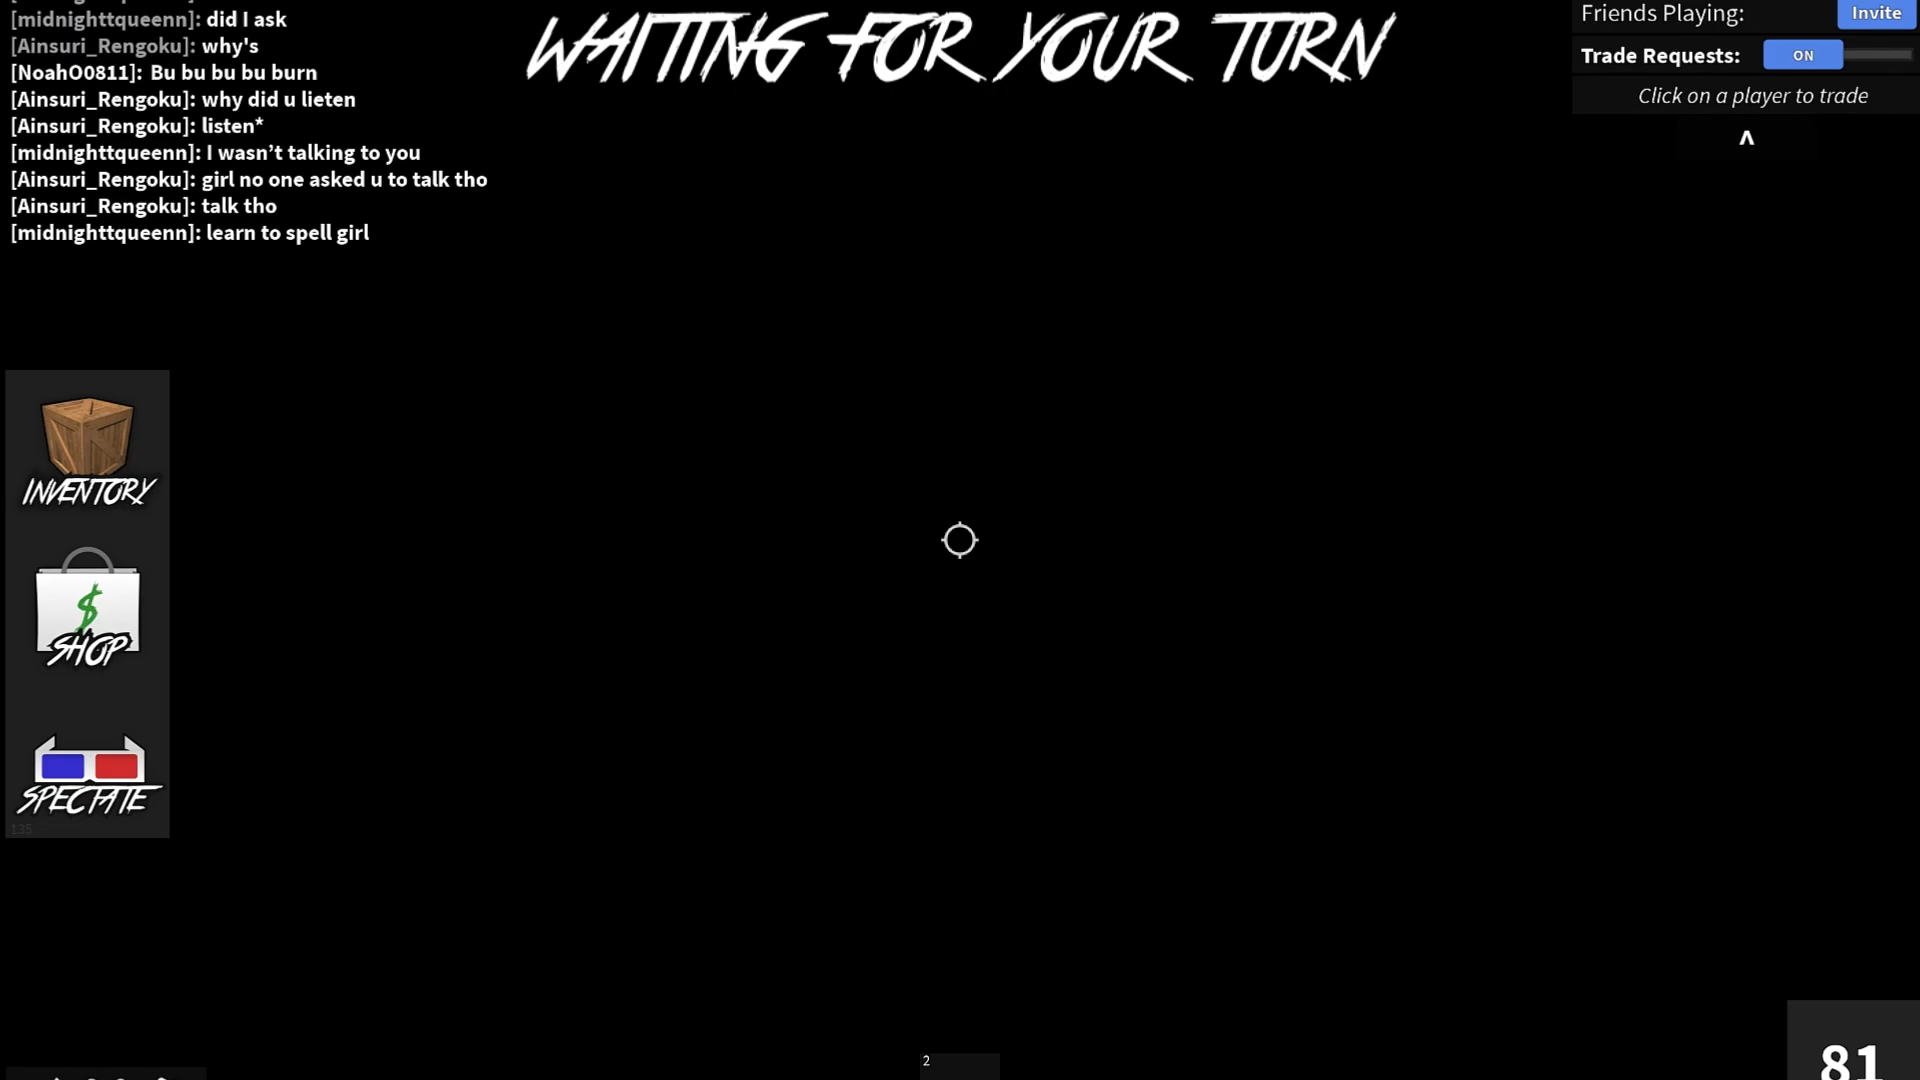 [midnighttqueenn]: did I ask
[Ainsuri_Rengoku]: why's
[NoahO0811]: Bu bu bu bu burn
[Ainsuri_Rengoku]: why did u lieten
[Ainsuri_Rengoku]: listen*
[midnighttqueenn]: I wasn’t talking to you
[Ainsuri_Rengoku]: girl no one asked u to talk tho
[Ainsuri_Rengoku]: talk tho
[midnighttqueenn]: learn to spell girl
WAITING FOR YOUR TURN
Friends Playing: Invite
Trade Requests: ON
Click on a player to trade
INVENTORY
$
SHOP
SPECTATE
135
2
81